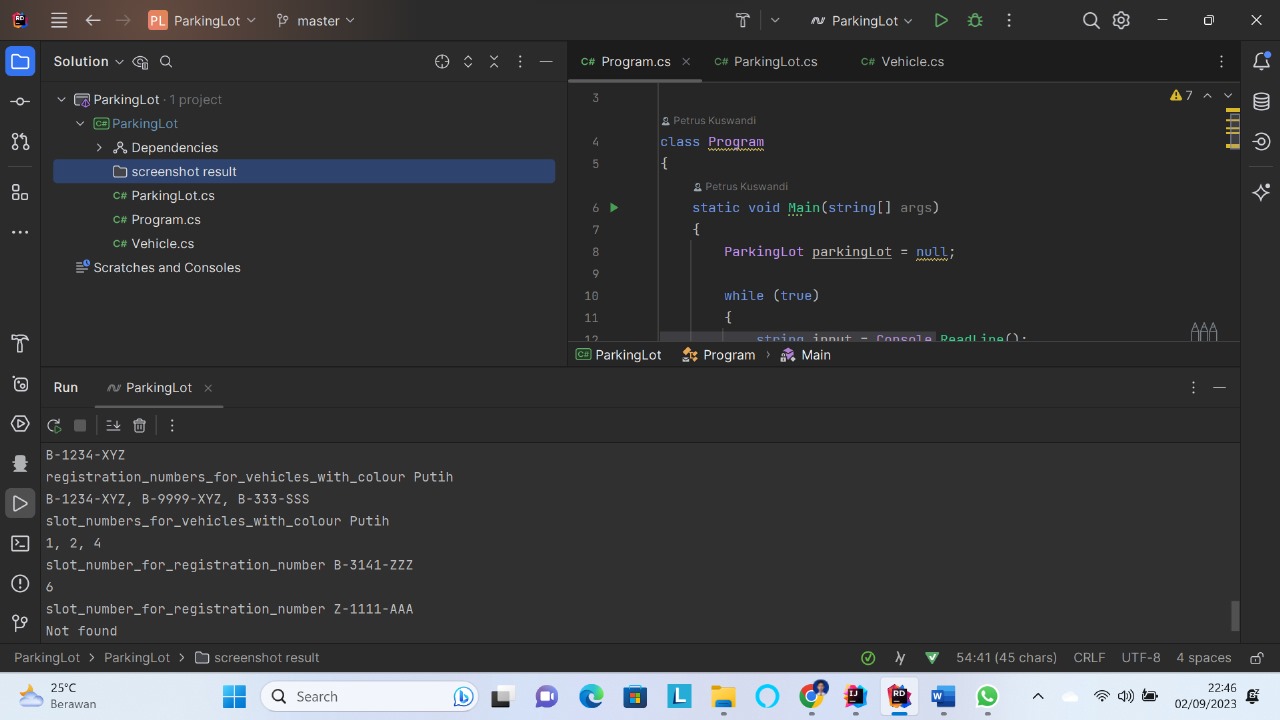 PL ParkingLot master ParkingLot
Solution
Program.cs
ParkingLot.cs
Vehicle.cs
ParkingLot · 1 project
ParkingLot
Dependencies
screenshot result
ParkingLot.cs
Program.cs
Vehicle.cs
Scratches and Consoles
7
3
Petrus Kuswandi
4 class Program
5 {
Petrus Kuswandi
6 static void Main(string[] args)
7 {
8 ParkingLot parkingLot = null;
9
10 while (true)
11 {
12 string input = Console.ReadLine();
ParkingLot Program Main
Run ParkingLot
B-1234-XYZ
registration_numbers_for_vehicles_with_colour Putih
B-1234-XYZ, B-9999-XYZ, B-333-SSS
slot_numbers_for_vehicles_with_colour Putih
1, 2, 4
slot_number_for_registration_number B-3141-ZZZ
6
slot_number_for_registration_number Z-1111-AAA
Not found
ParkingLot ParkingLot screenshot result 54:41 (45 chars) CRLF UTF-8 4 spaces
25°C
Berawan
Search
22:46
02/09/2023